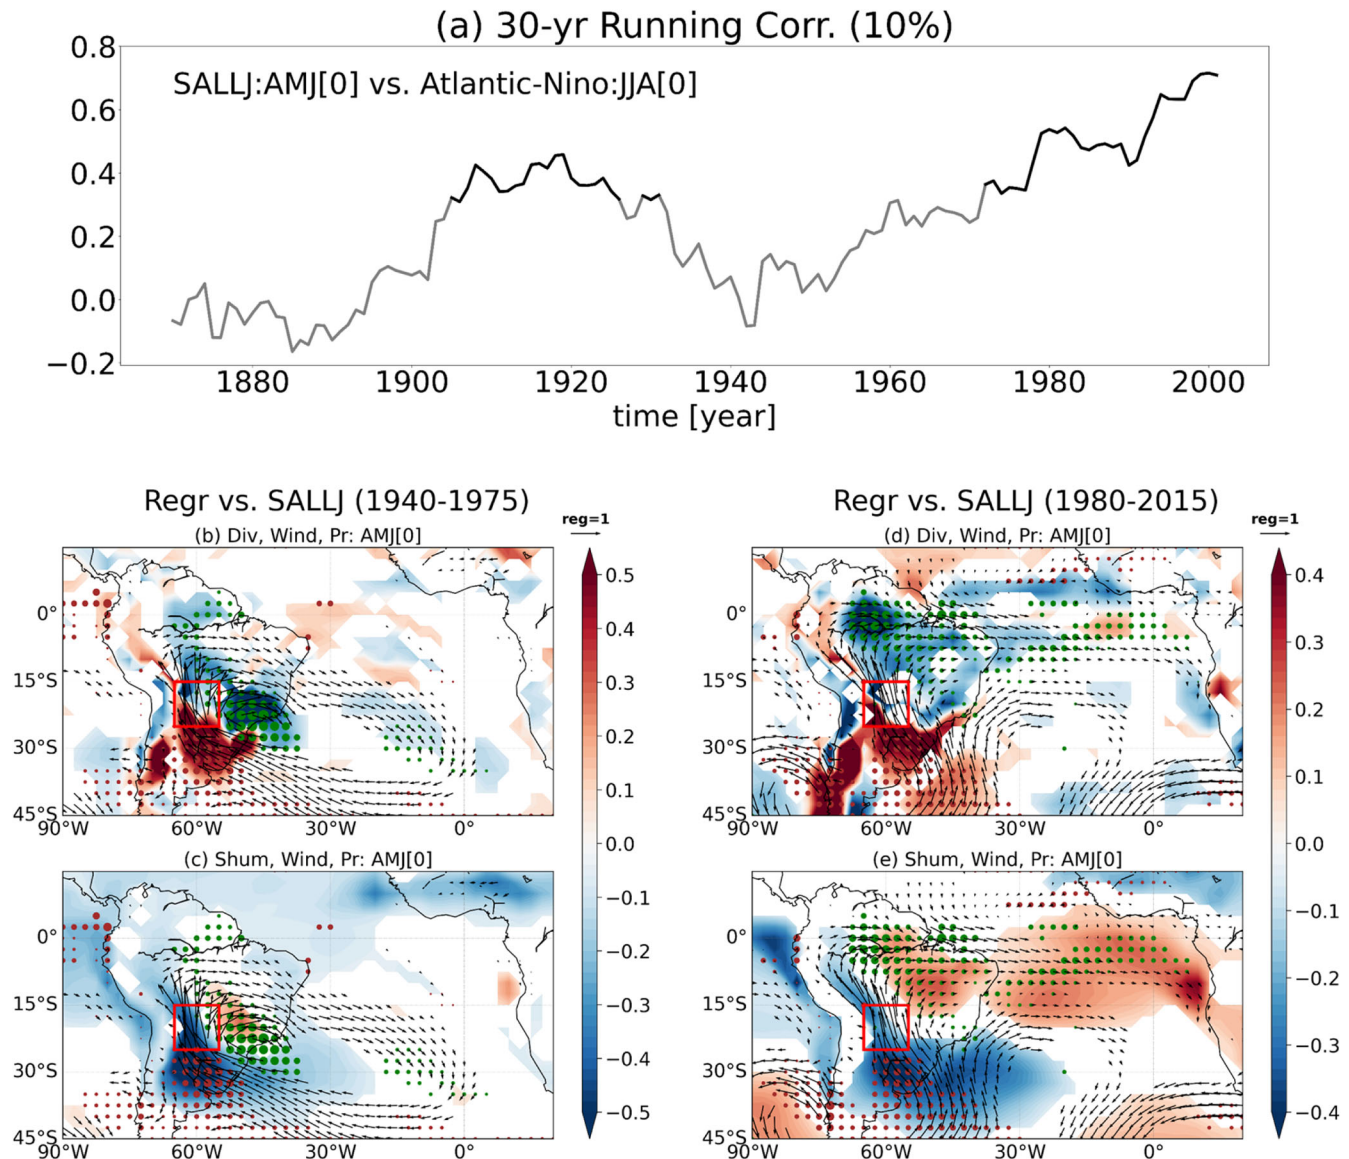 (a) 30-yr Running Corr. (10%)
SALLJ:AMJ[0] vs. Atlantic-Nino:JJA[0]
0.8
0.6
0.4
0.2
0.0
−0.2
1880 1900 1920 1940 1960 1980 2000
time [year]
Regr vs. SALLJ (1940-1975)
reg=1
(b) Div, Wind, Pr: AMJ[0]
0°
15°S
30°S
45°S
90°W 60°W 30°W 0°
(c) Shum, Wind, Pr: AMJ[0]
0°
15°S
30°S
45°S
90°W 60°W 30°W 0°
0.5
0.4
0.3
0.2
0.1
0.0
−0.1
−0.2
−0.3
−0.4
−0.5
Regr vs. SALLJ (1980-2015)
reg=1
(d) Div, Wind, Pr: AMJ[0]
0°
15°S
30°S
45°S
90°W 60°W 30°W 0°
(e) Shum, Wind, Pr: AMJ[0]
0°
15°S
30°S
45°S
90°W 60°W 30°W 0°
0.4
0.3
0.2
0.1
0.0
−0.1
−0.2
−0.3
−0.4